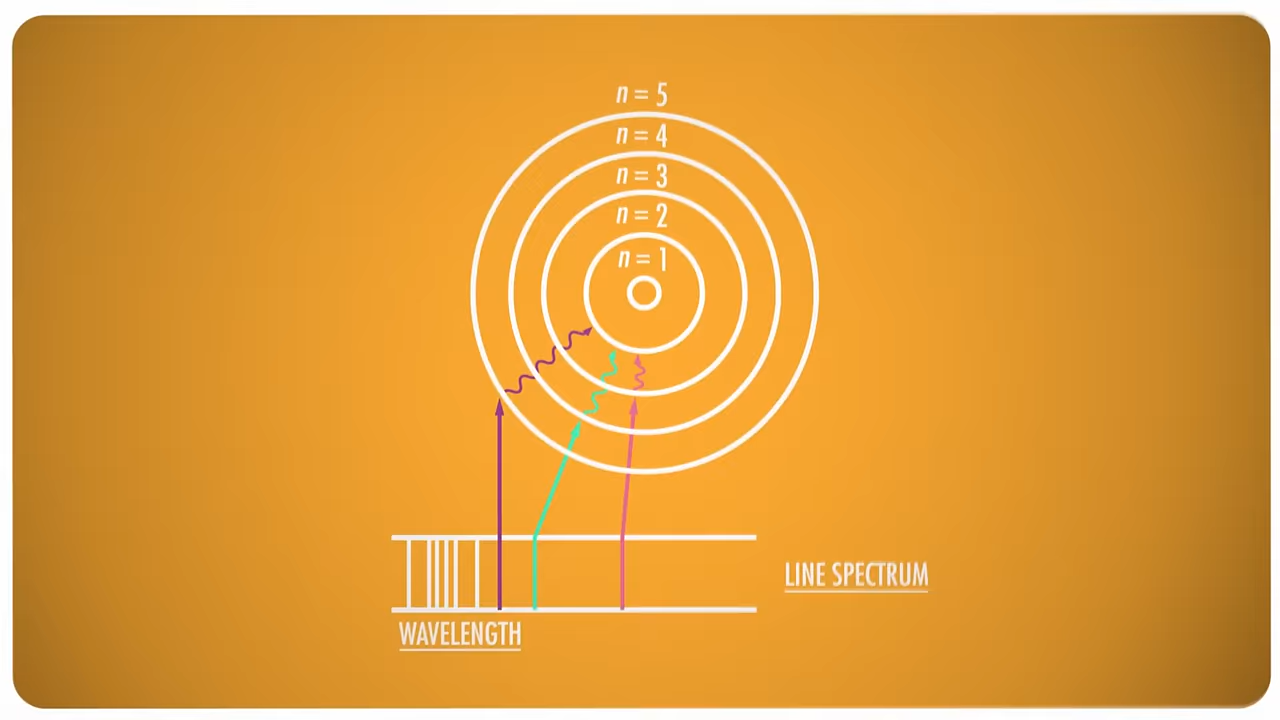 n = 5
n = 4
n = 3
n = 2
n = 1
LINE SPECTRUM
WAVELENGTH